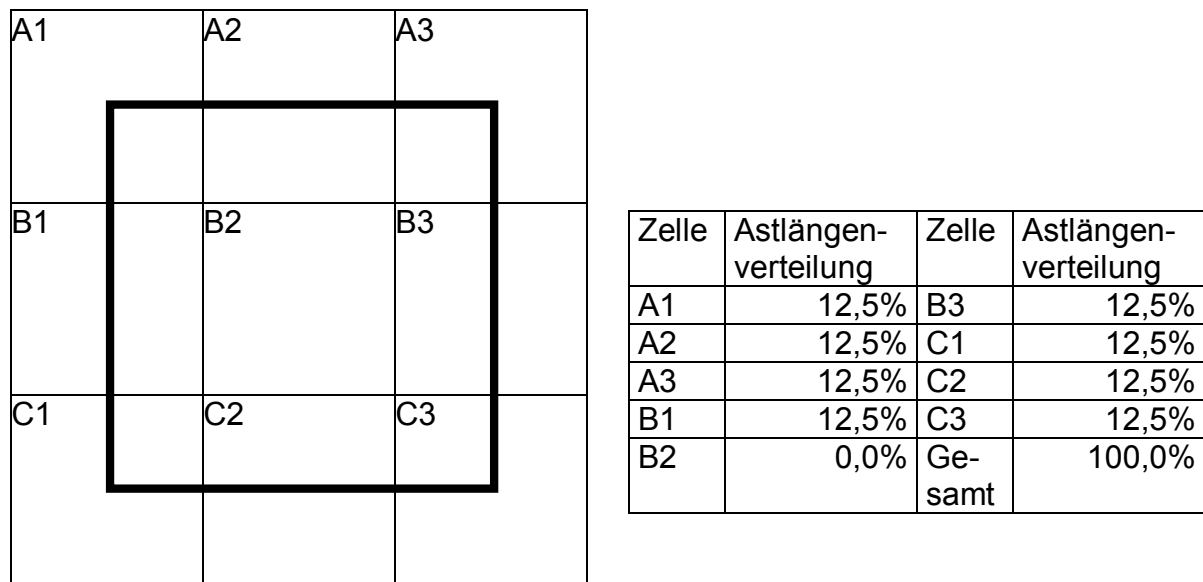 A1 A2 A3
B1 B2 B3
C1 C2 C3
Zelle Astlängen- Zelle Astlängen-
verteilung verteilung
A1 12,5% B3 12,5%
A2 12,5% C1 12,5%
A3 12,5% C2 12,5%
B1 12,5% C3 12,5%
B2 0,0% Ge- 100,0%
samt